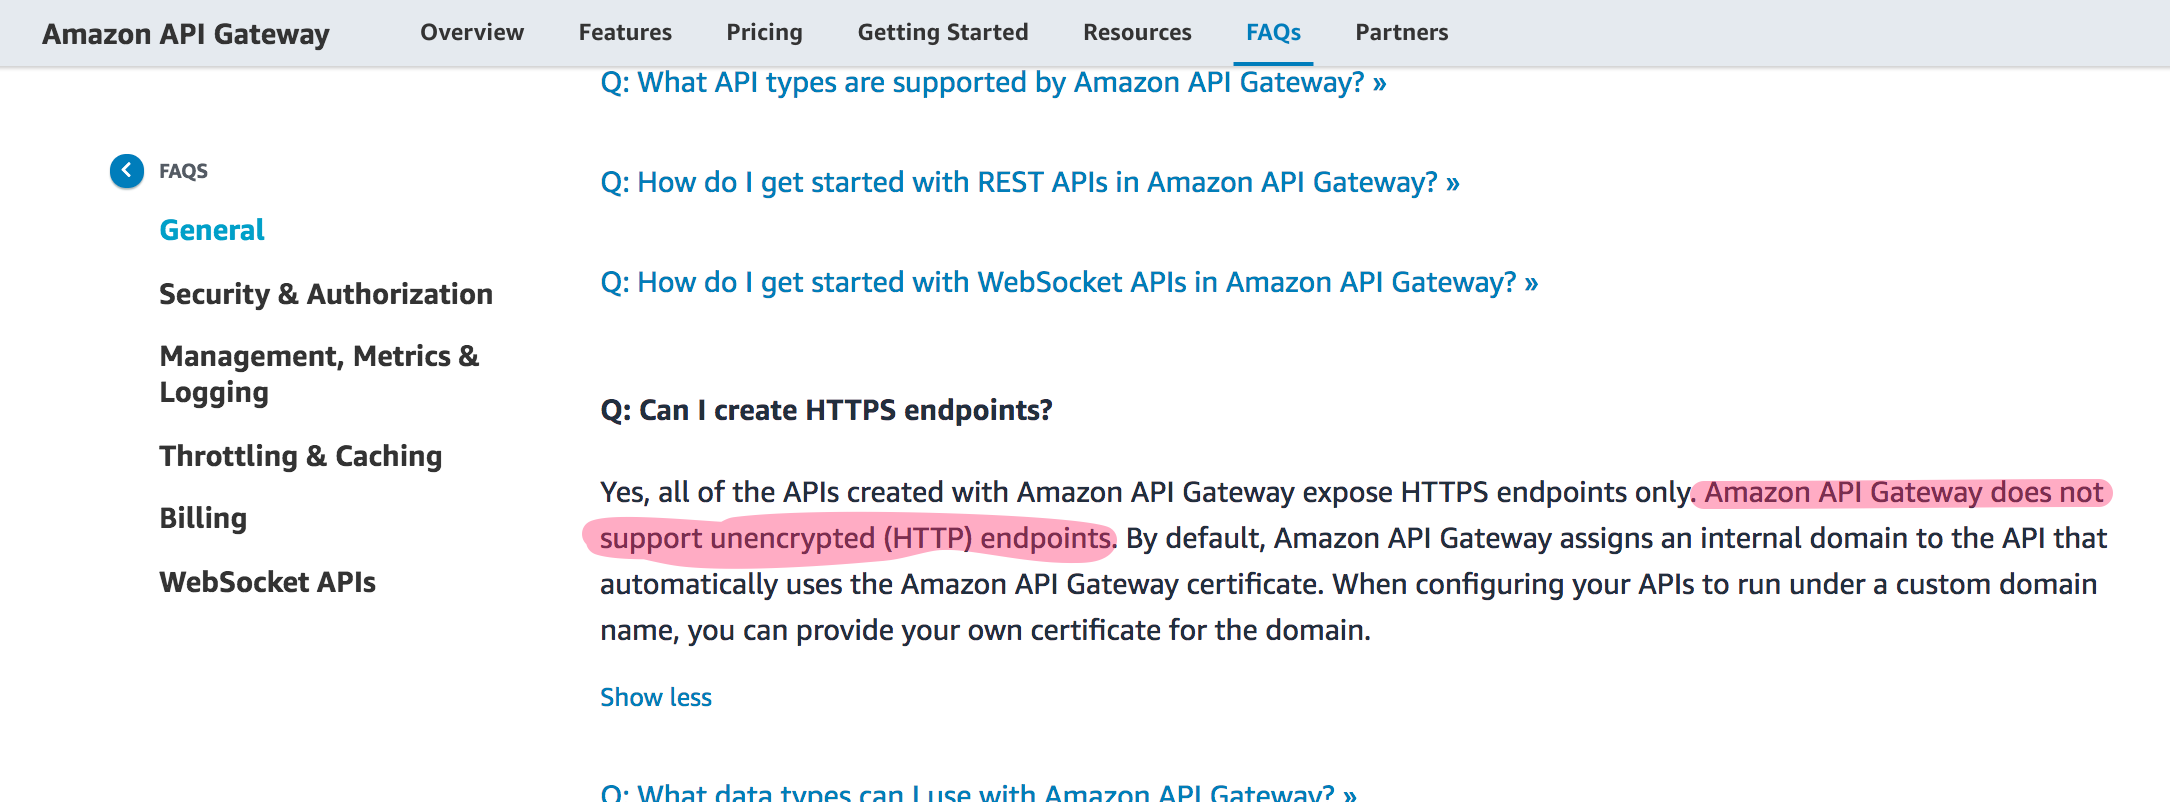 Amazon API Gateway Overview Features Pricing Getting Started Resources FAQs Partners
Q: What API types are supported by Amazon API Gateway? »
FAQS
General
Security & Authorization
Management, Metrics &
Logging
Throttling & Caching
Billing
WebSocket APIs
Q: How do I get started with REST APIs in Amazon API Gateway? »
Q: How do I get started with WebSocket APIs in Amazon API Gateway? »
Q: Can I create HTTPS endpoints?
Yes, all of the APIs created with Amazon API Gateway expose HTTPS endpoints only. Amazon API Gateway does not
support unencrypted (HTTP) endpoints. By default, Amazon API Gateway assigns an internal domain to the API that
automatically uses the Amazon API Gateway certificate. When configuring your APIs to run under a custom domain
name, you can provide your own certificate for the domain.
Show less
Q: What data types can I use with Amazon API Gateway? »